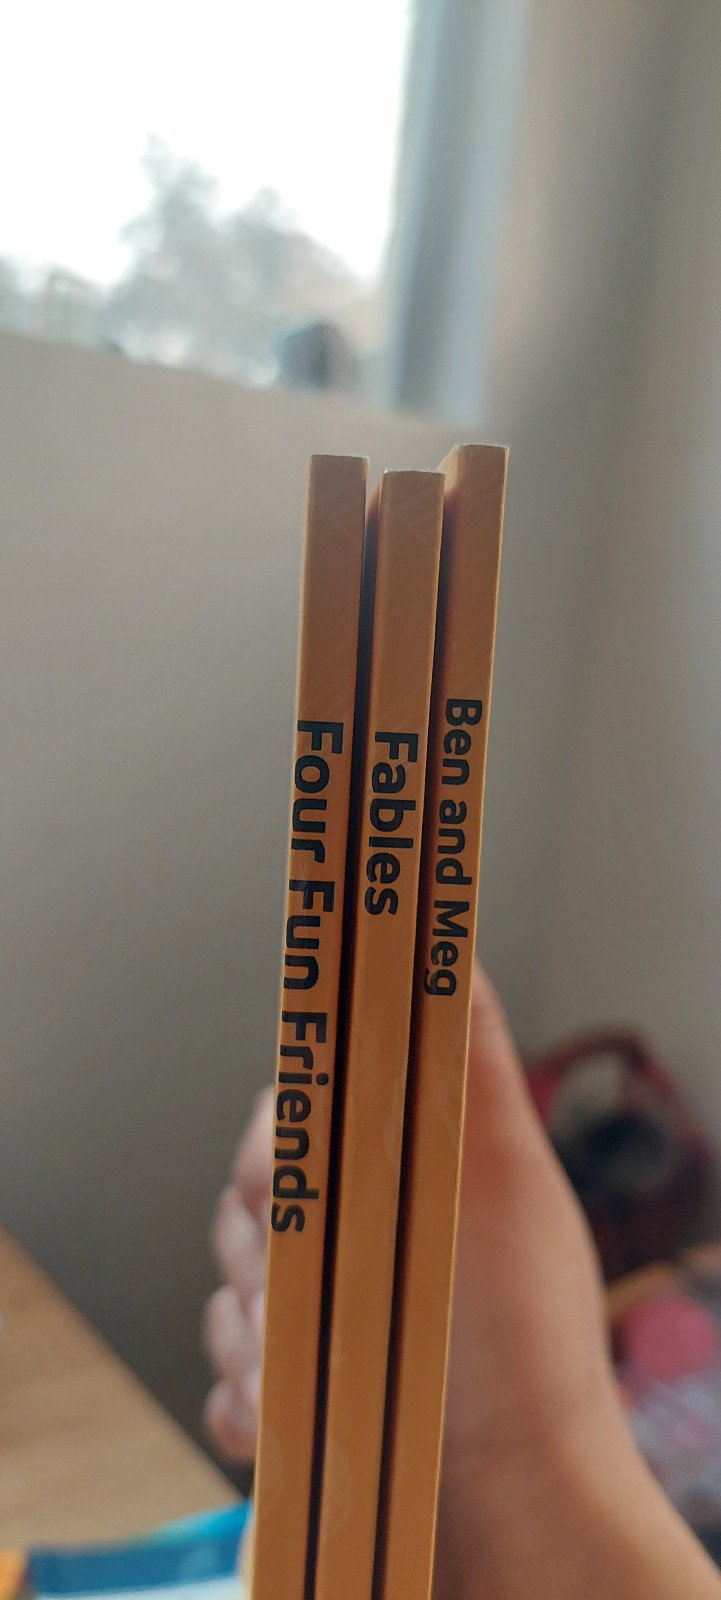 Four Fun Friends
Fables
Ben and Meg